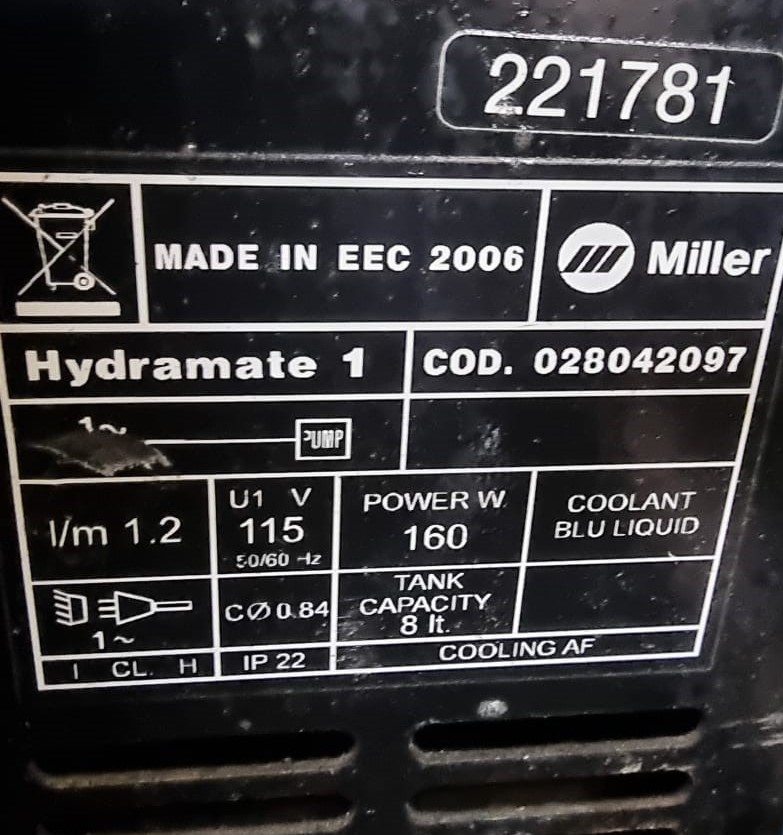 221781
MADE IN EEC 2006
Miller
Hydramate 1
COD. 028042097
1~
PUMP
l/m 1.2
U1 V
115
50/60 Hz
POWER W.
160
COOLANT
BLU LIQUID
1~
CØ 0.84
TANK
CAPACITY
8 lt.
I CL. H
IP 22
COOLING AF